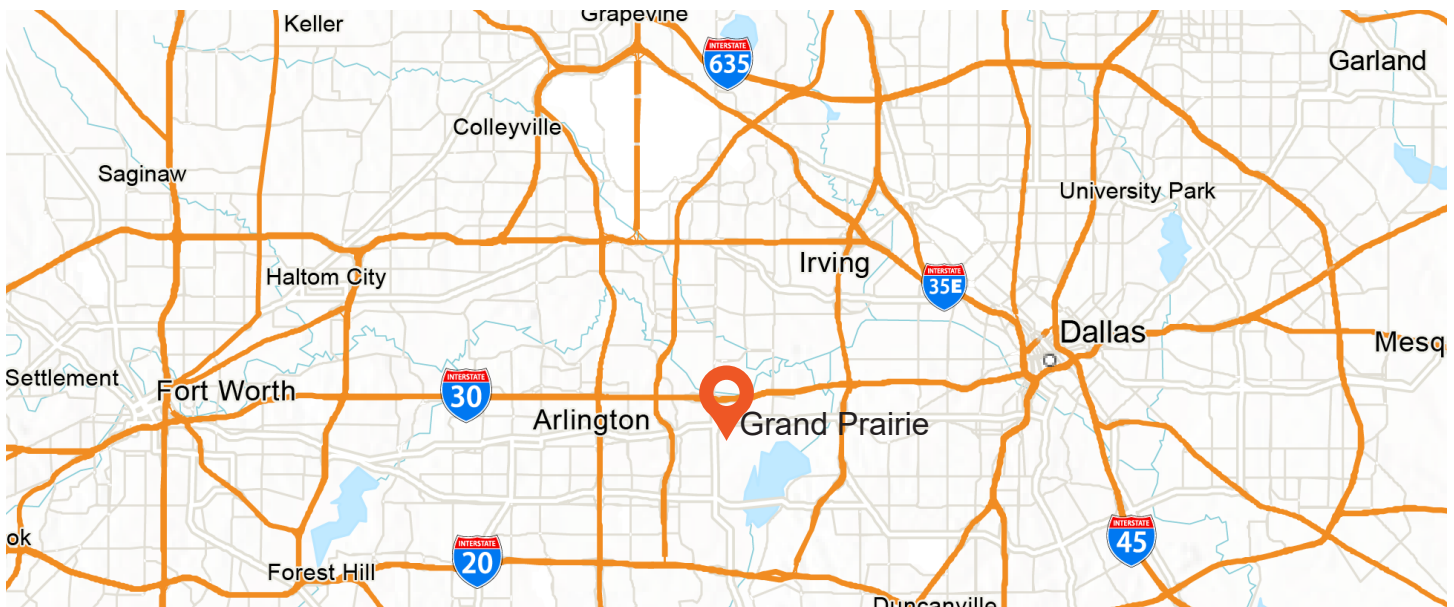 Keller
Grapevine
INTERSTATE
635
Garland
Colleyville
Saginaw
University Park
Irving
Haltom City
INTERSTATE
35E
Dallas
Mesq
Settlement
Fort Worth
INTERSTATE
30
Arlington
Grand Prairie
ok
INTERSTATE
20
INTERSTATE
45
Forest Hill
Duncanville